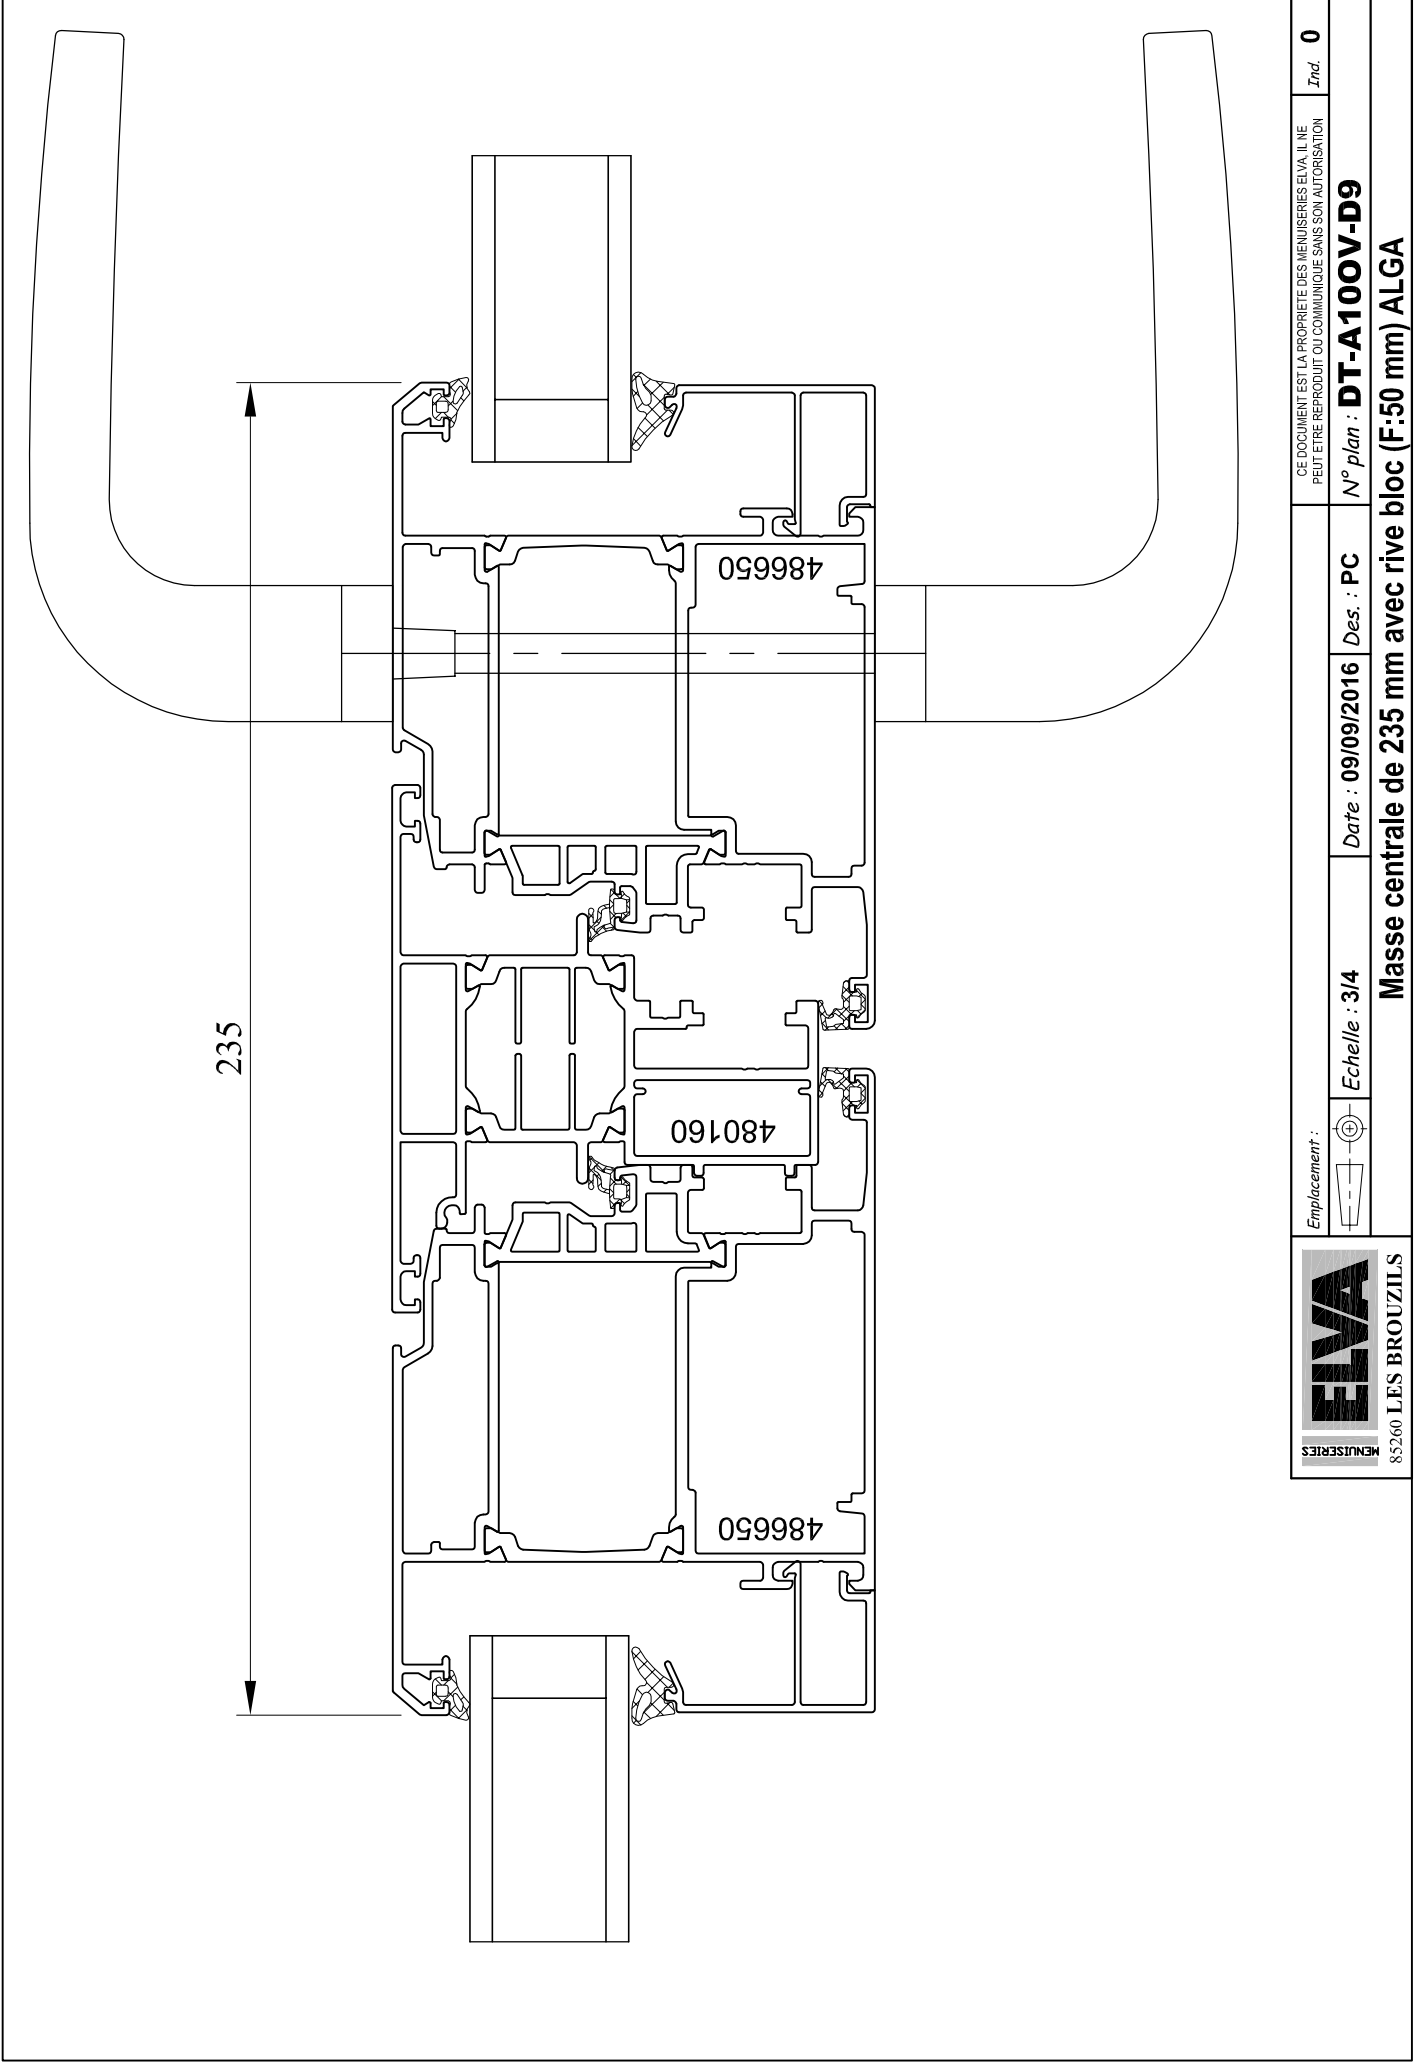 235
486650
480160
486650
MENUISERIES
ELVA
85260 LES BROUZILS
Emplacement :
CE DOCUMENT EST LA PROPRIETE DES MENUISERIES ELVA, IL NE
PEUT ETRE REPRODUIT OU COMMUNIQUE SANS SON AUTORISATION
Ind. 0
Echelle : 3/4
Date : 09/09/2016
Des. : PC
N° plan : DT-A100V-D9
Masse centrale de 235 mm avec rive bloc (F:50 mm) ALGA